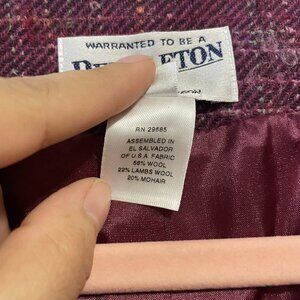 WARRANTED TO BE A
RN 29685
ASSEMBLED IN
EL SALVADOR
OF U.S.A. FABRIC
58% WOOL
22% LAMBS WOOL
20% MOHAIR